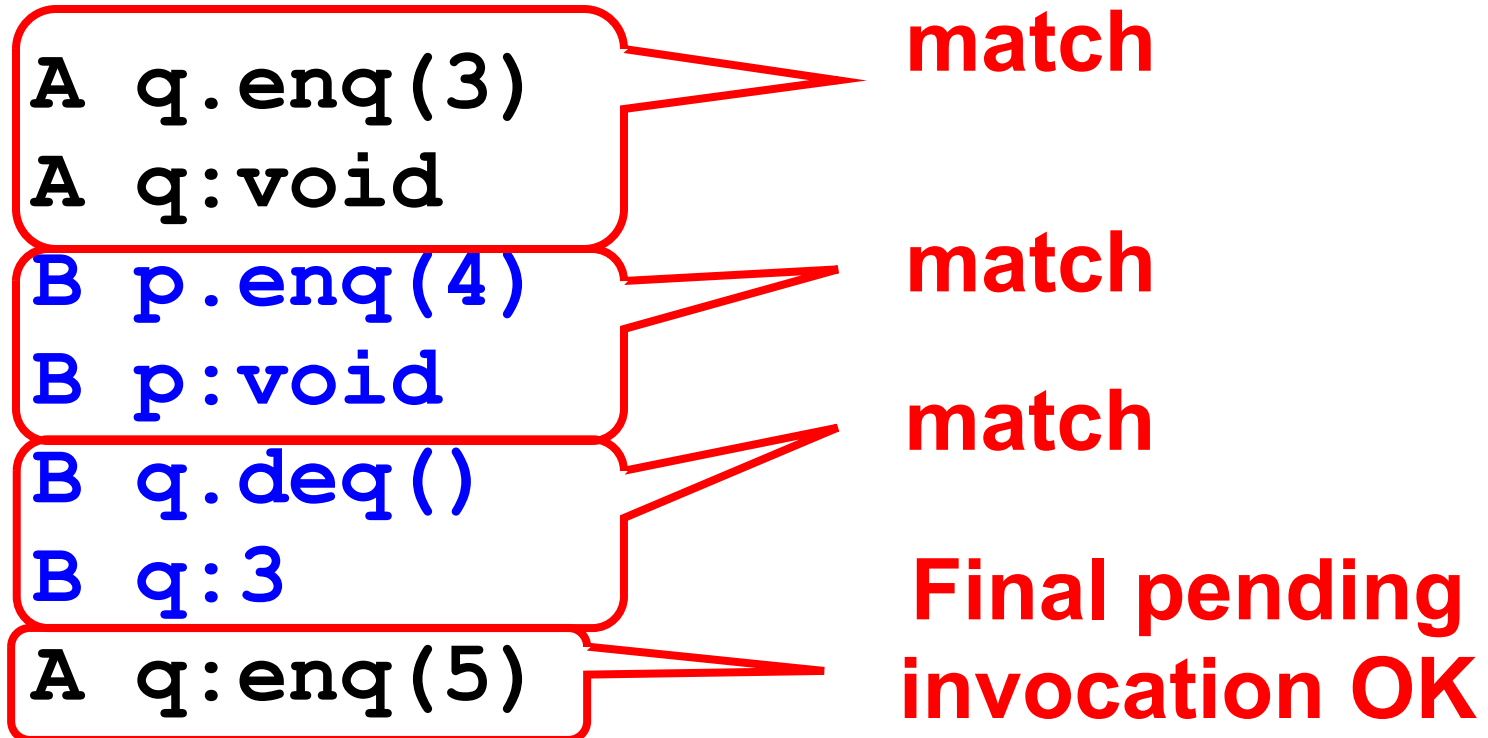 A q.enq(3)
match
A q:void
B p.enq(4)
match
B p:void
match
B q.deq()
B q:3
Final pending
A q:enq(5)
invocation OK